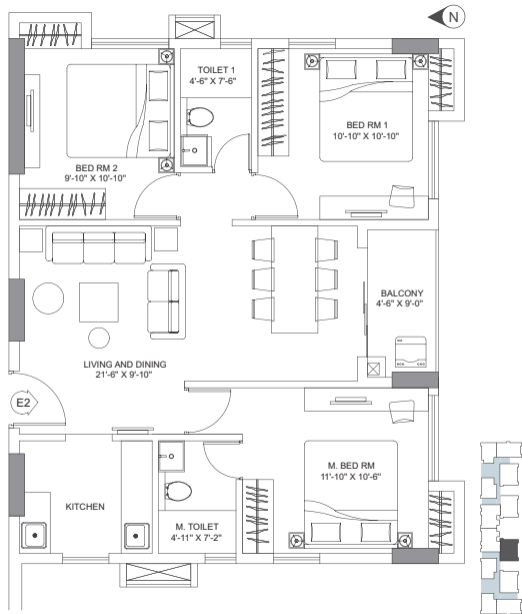 N
TOILET 1
4'-6" X 7'-6"
BED RM 1
10'-10" X 10'-10"
BED RM 2
9'-10" X 10'-10"
BALCONY
4'-6" X 9'-0"
LIVING AND DINING
21'-6" X 9'-10"
E2
M. BED RM
11'-10" X 10'-6"
KITCHEN
M. TOILET
4'-11" X 7'-2"